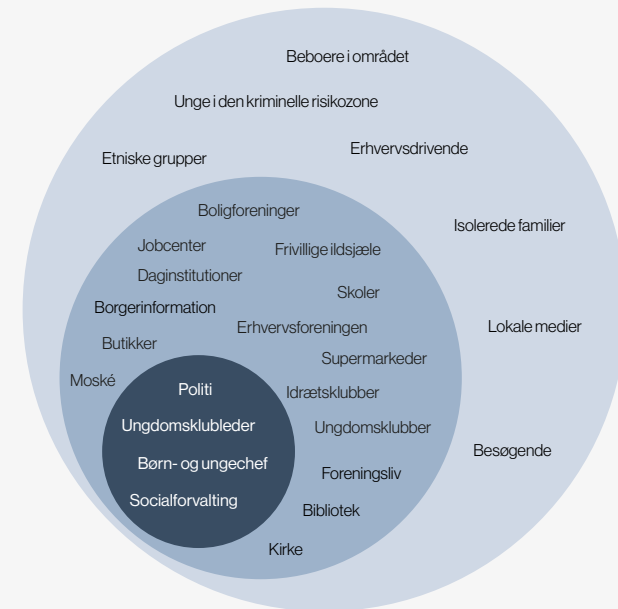 Beboere i området
Unge i den kriminelle risikozone
Erhvervsdrivende
Etniske grupper
Boligforeninger
Isolerede familier
Jobcenter
Frivillige ildsjæle
Daginstitutioner
Skoler
Borgerinformation
Erhvervsforeningen
Lokale medier
Butikker
Supermarkeder
Moské
Politi
Idrætsklubber
Ungdomsklubleder
Ungdomsklubber
Besøgende
Børn- og ungechef
Foreningsliv
Socialforvalting
Bibliotek
Kirke